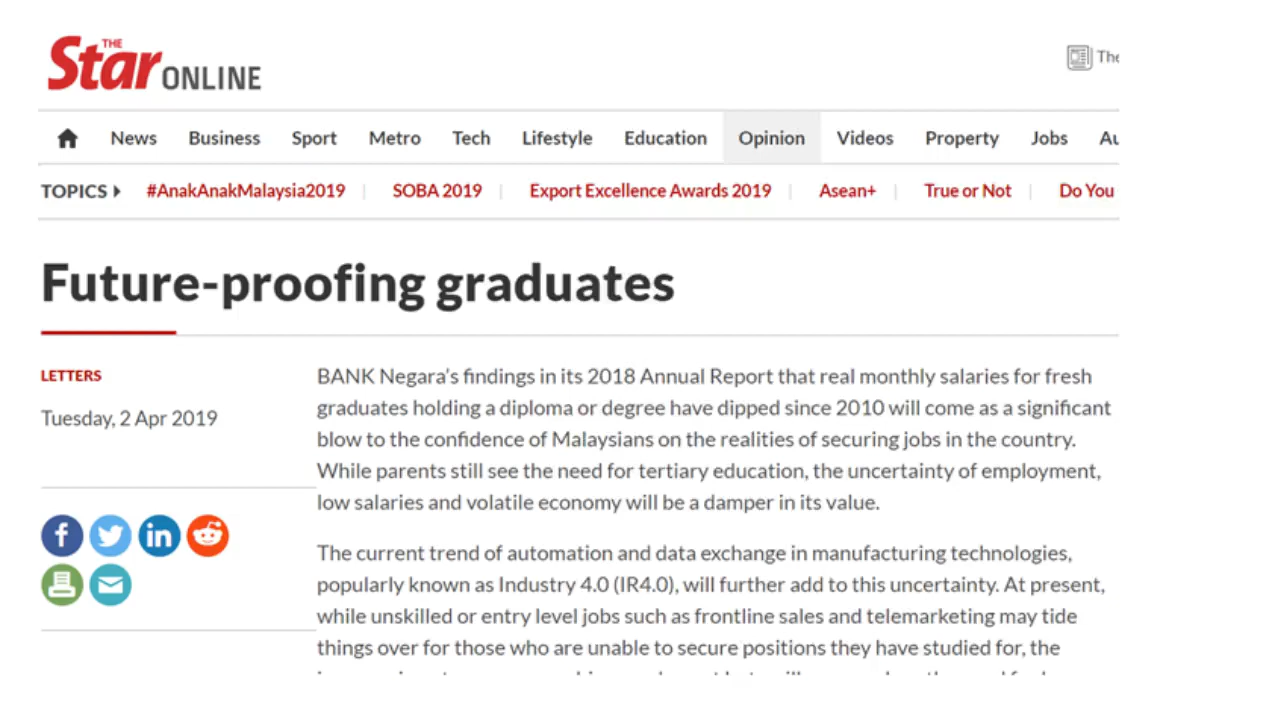 THE
Star ONLINE
The
News Business Sport Metro Tech Lifestyle Education Opinion Videos Property Jobs Au
TOPICS #AnakAnakMalaysia2019 | SOBA 2019 | Export Excellence Awards 2019 | Asean+ | True or Not | Do You
Future-proofing graduates
LETTERS
Tuesday, 2 Apr 2019
BANK Negara's findings in its 2018 Annual Report that real monthly salaries for fresh
graduates holding a diploma or degree have dipped since 2010 will come as a significant
blow to the confidence of Malaysians on the realities of securing jobs in the country.
While parents still see the need for tertiary education, the uncertainty of employment,
low salaries and volatile economy will be a damper in its value.
The current trend of automation and data exchange in manufacturing technologies,
popularly known as Industry 4.0 (IR4.0), will further add to this uncertainty. At present,
while unskilled or entry level jobs such as frontline sales and telemarketing may tide
things over for those who are unable to secure positions they have studied for, the